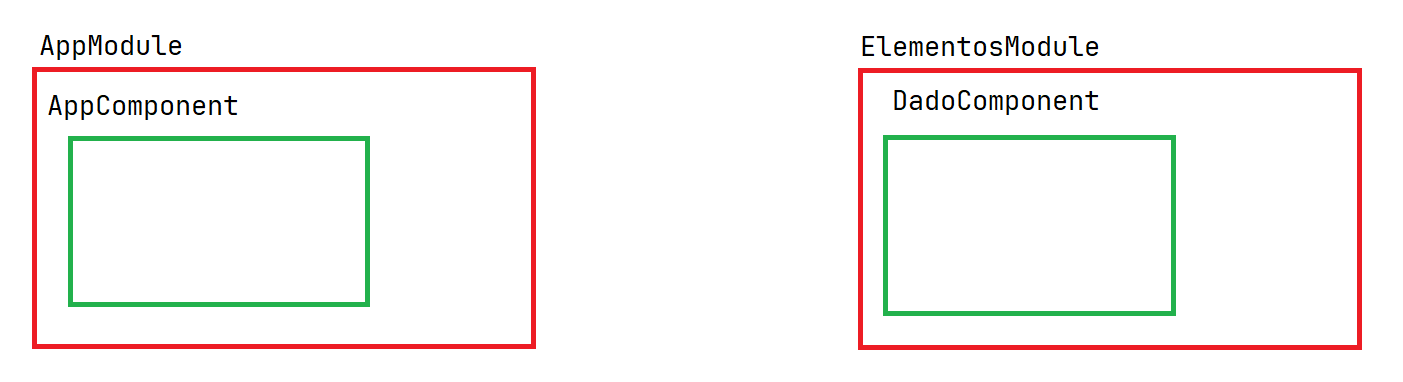 AppModule
AppComponent
ElementosModule
DadoComponent